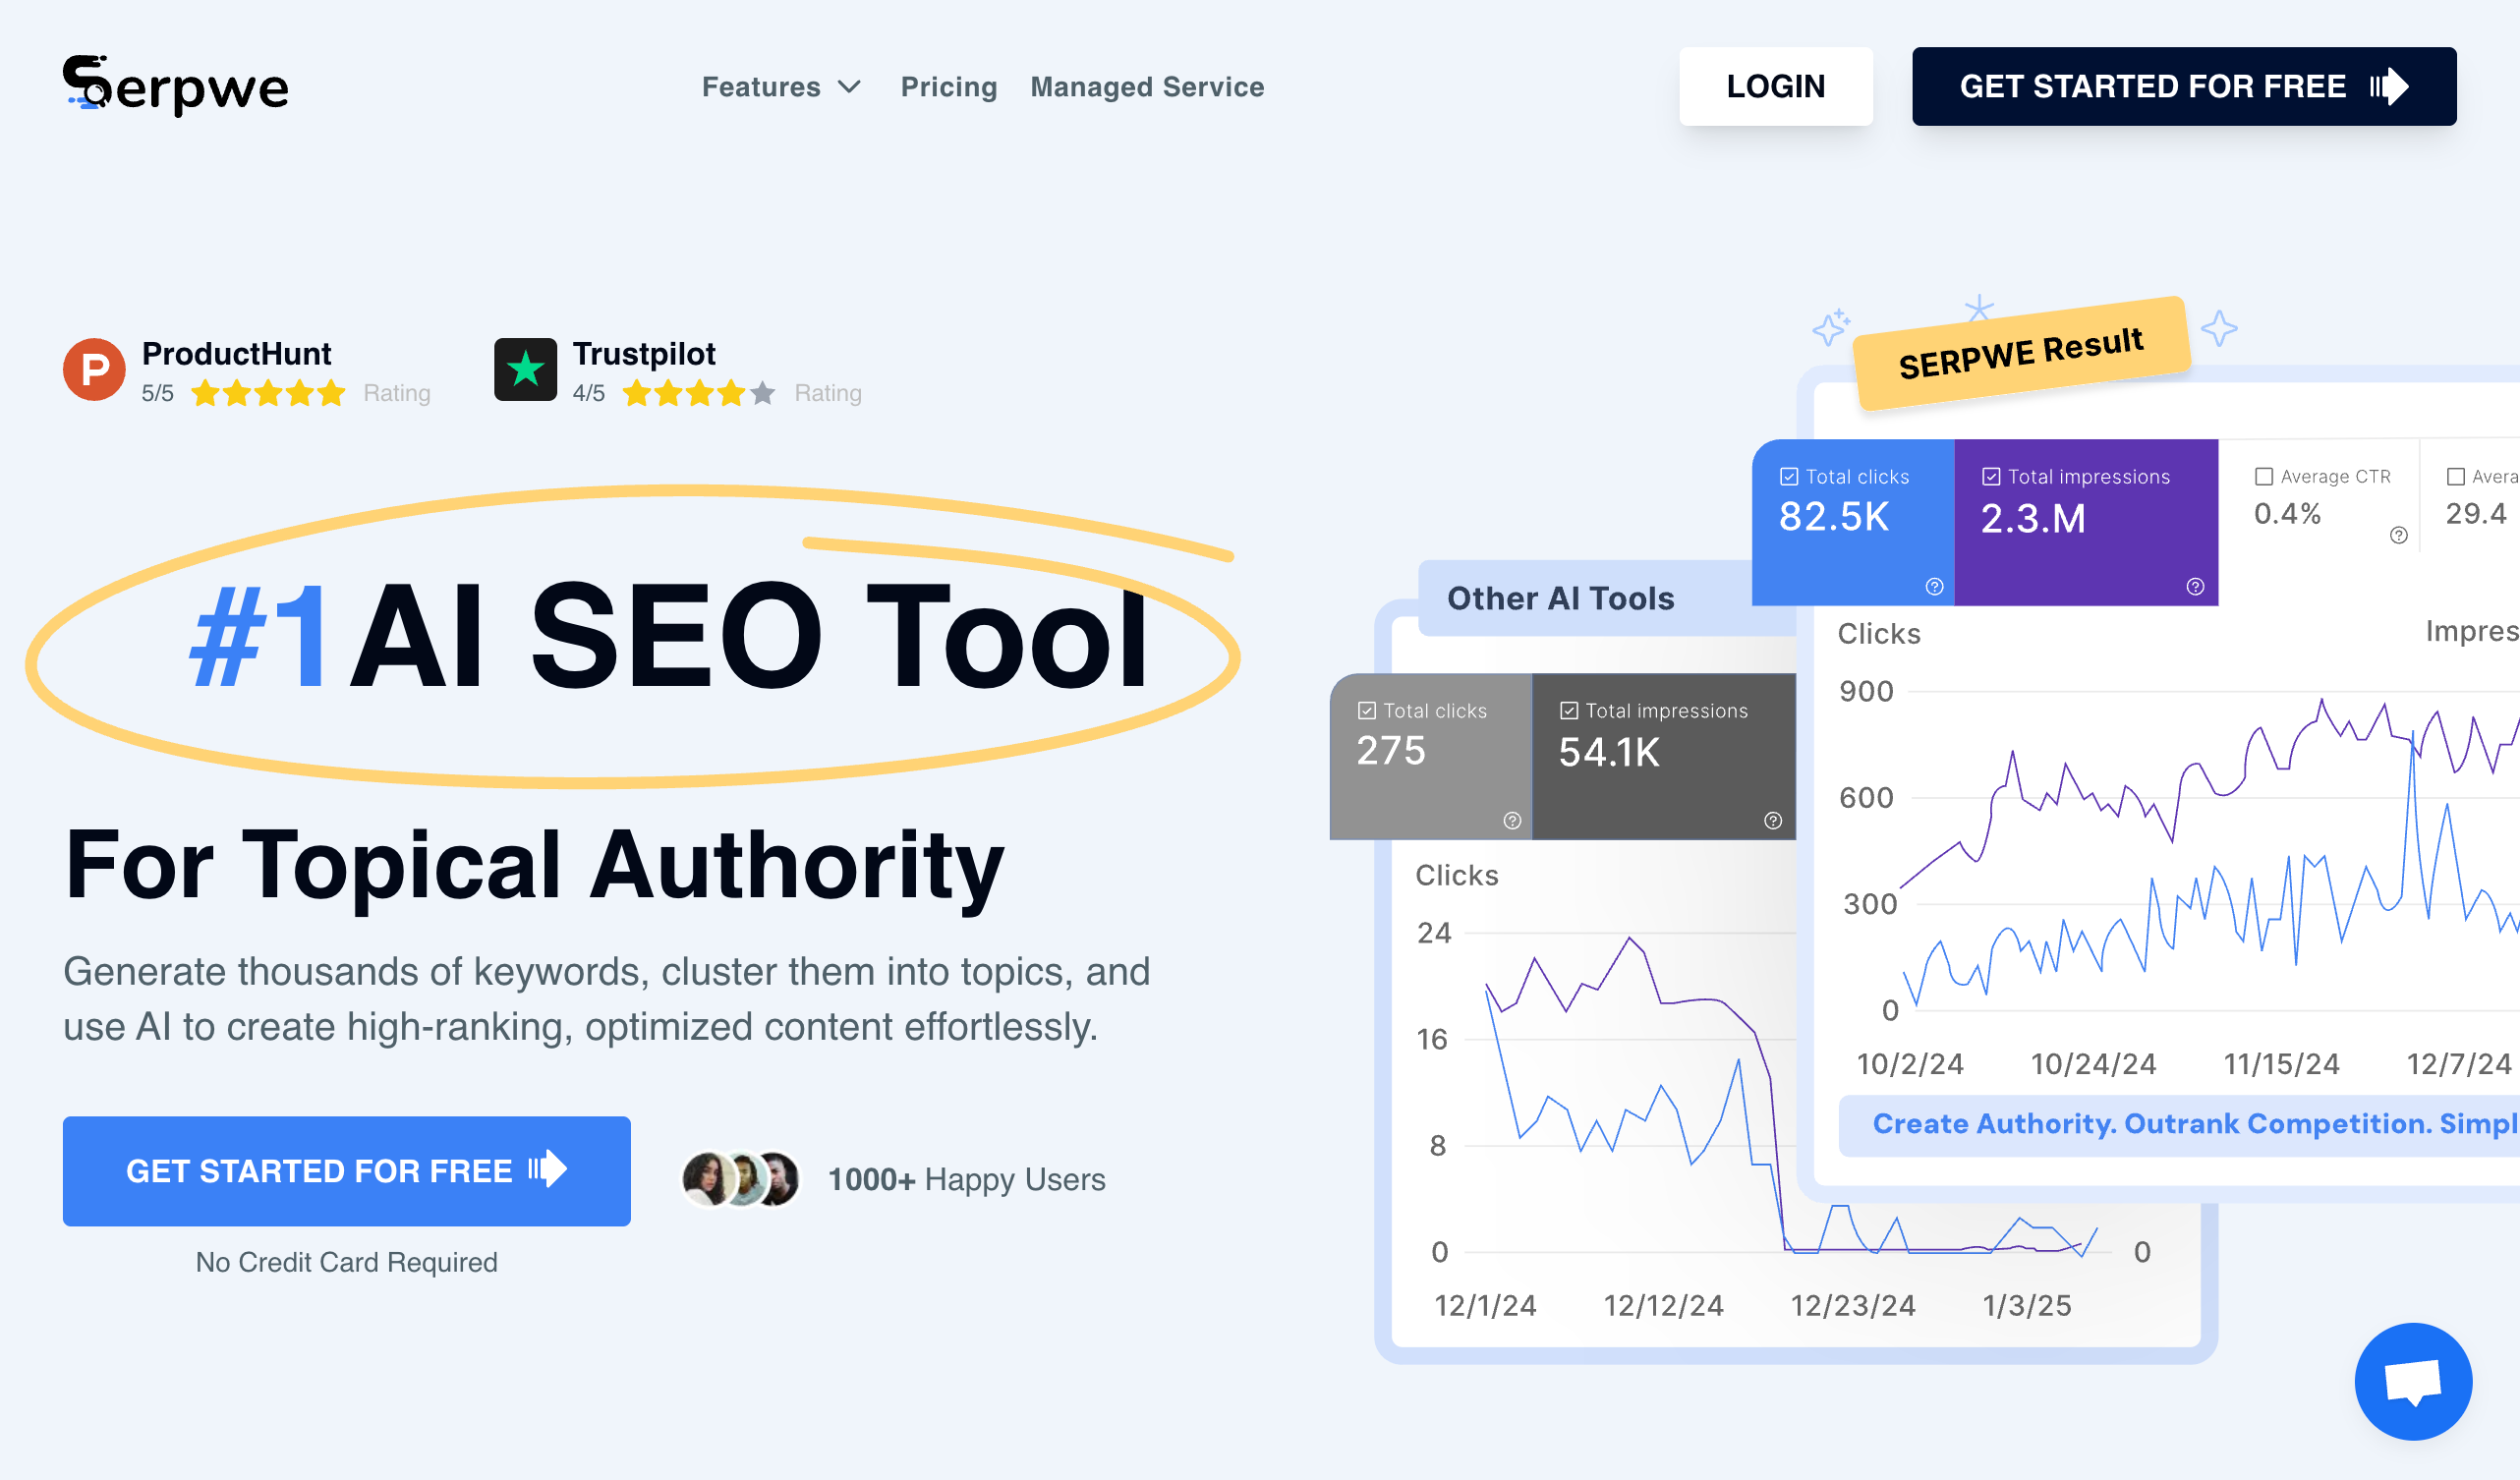 Serpwe
Features
Pricing
Managed Service
LOGIN
GET STARTED FOR FREE
P
ProductHunt
5/5
Rating
Trustpilot
4/5
Rating
#1 AI SEO Tool
For Topical Authority
Generate thousands of keywords, cluster them into topics, and
use AI to create high-ranking, optimized content effortlessly.
GET STARTED FOR FREE
1000+ Happy Users
No Credit Card Required
SERPWE Result
Total clicks
82.5K
Total impressions
2.3.M
Average CTR
0.4%
29.4
Clicks
900
600
300
0
10/2/24
10/24/24
11/15/24
12/7/24
Create Authority. Outrank Competition.
Other AI Tools
Total clicks
275
Total impressions
54.1K
Clicks
24
16
8
0
0
12/1/24
12/12/24
12/23/24
1/3/25